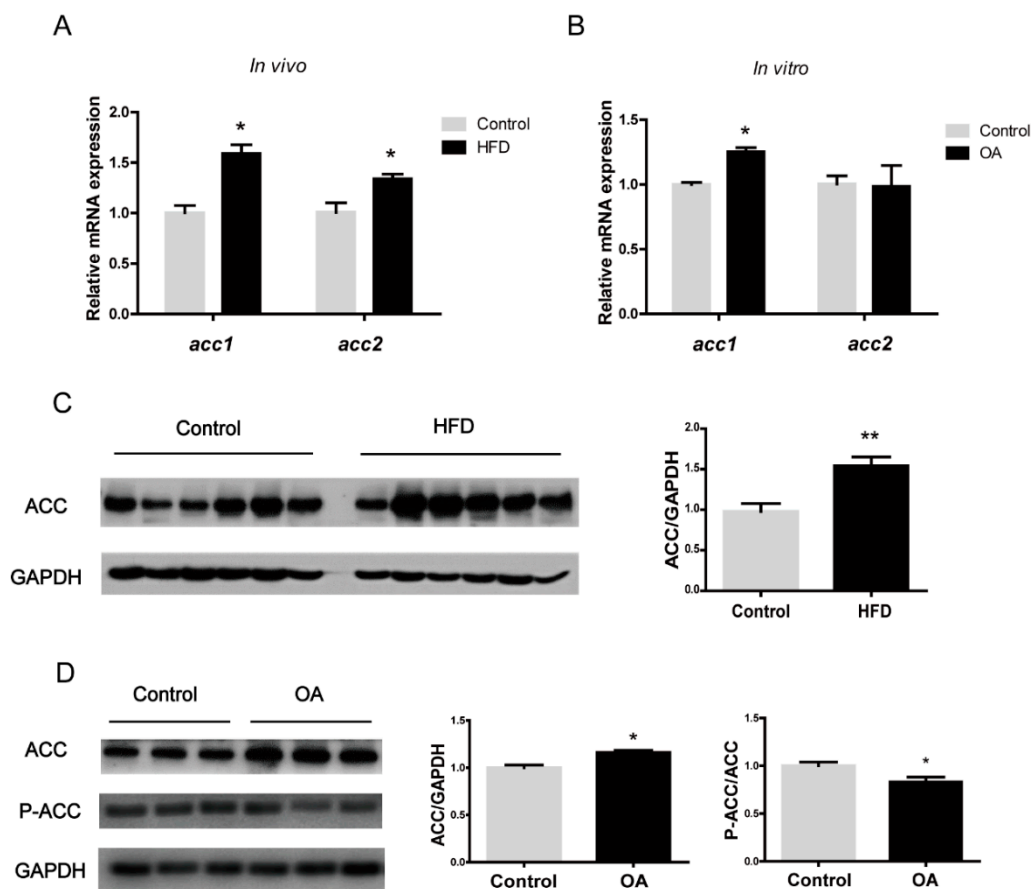 A
In vivo
Relative mRNA expression
2.0
1.5
1.0
0.5
0.0
*
*
acc1
acc2
Control
HFD
B
In vitro
Relative mRNA expression
1.5
1.0
0.5
0.0
*
acc1
acc2
Control
OA
C
Control
HFD
ACC
GAPDH
ACC/GAPDH
2.0
1.5
1.0
0.5
0.0
**
Control
HFD
D
Control
OA
ACC
P-ACC
GAPDH
ACC/GAPDH
1.5
1.0
0.5
0.0
*
Control
OA
P-ACC/ACC
1.5
1.0
0.5
0.0
*
Control
OA